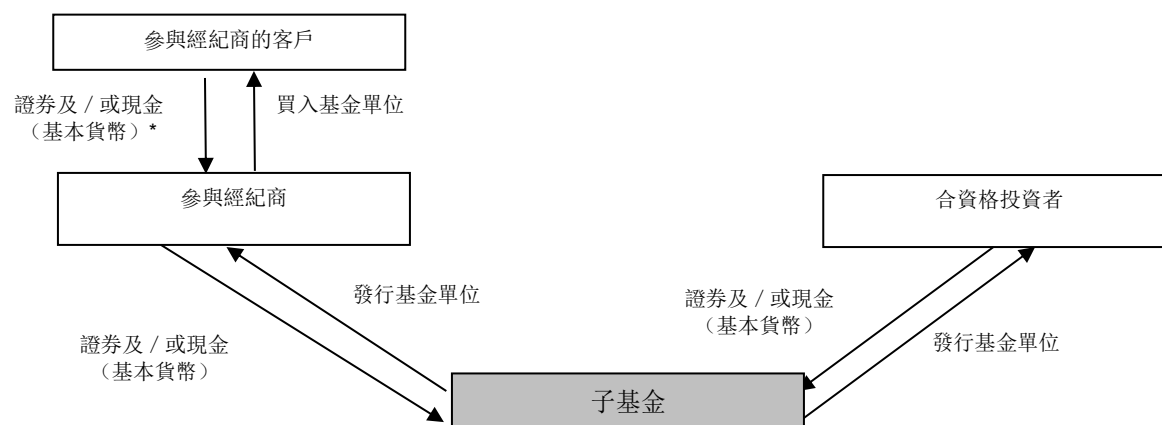 參與經紀商的客戶
證券及 / 或現金
（基本貨幣）*
買入基金單位
參與經紀商
合資格投資者
發行基金單位
證券及 / 或現金
（基本貨幣）
證券及 / 或現金
（基本貨幣）
發行基金單位
子基金